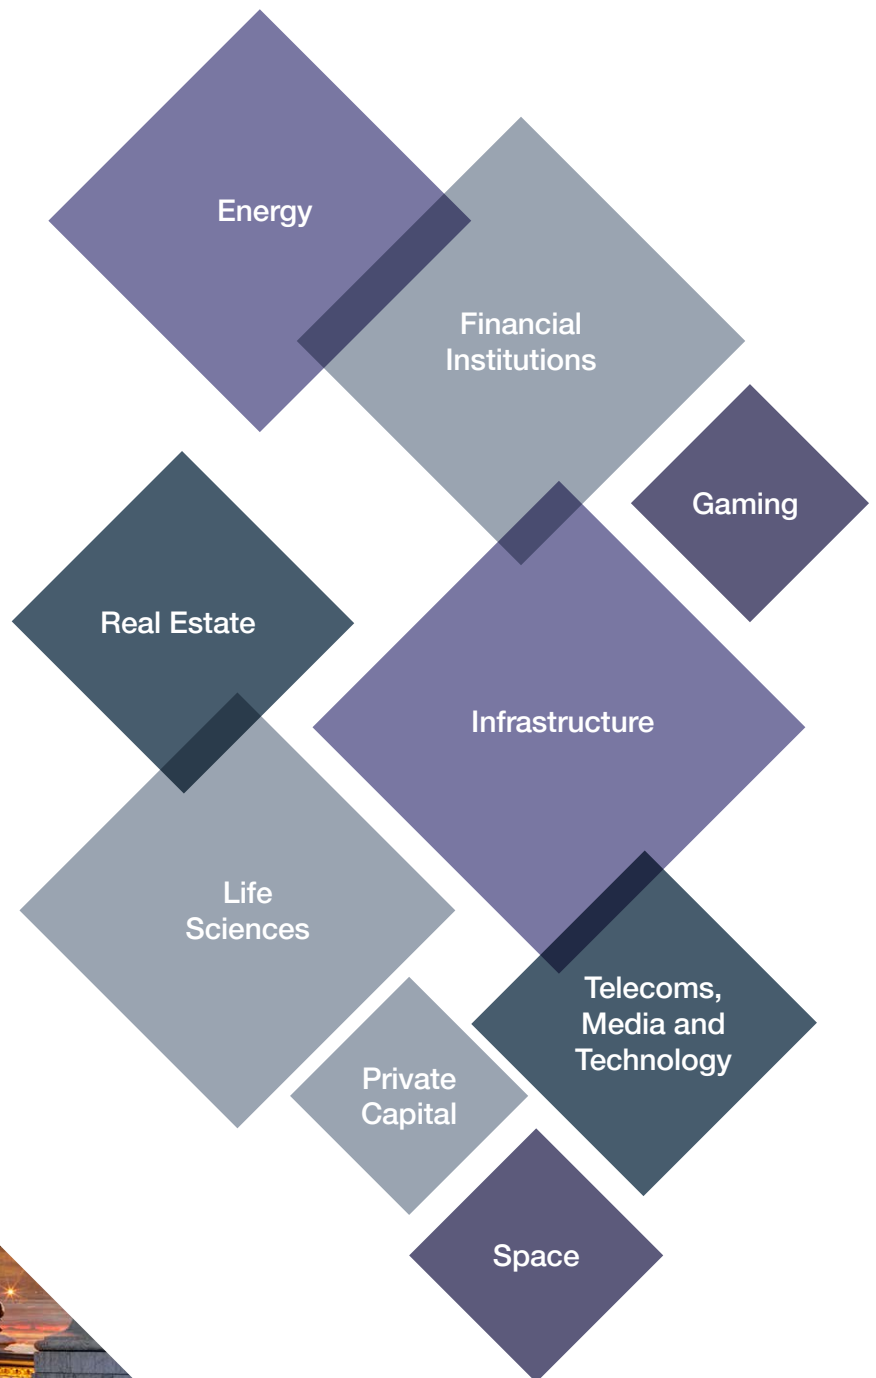 Energy
Financial
Institutions
Gaming
Real Estate
Infrastructure
Life
Sciences
Telecoms,
Media and
Technology
Private
Capital
Space